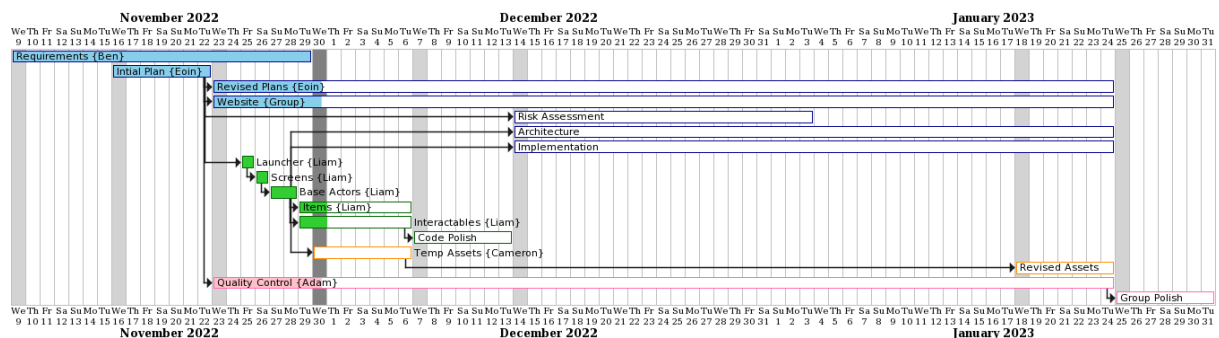 November 2022 December 2022 January 2023
We Th Fr Sa Su Mo Tu We Th Fr Sa Su Mo Tu We Th Fr Sa Su Mo Tu We Th Fr Sa Su Mo Tu We Th Fr Sa Su Mo Tu We Th Fr Sa Su Mo Tu We Th Fr Sa Su Mo Tu We Th Fr Sa Su Mo Tu We Th Fr Sa Su Mo Tu We Th Fr Sa Su Mo Tu We Th Fr Sa Su Mo Tu We Th Fr Sa Su Mo Tu
9 10 11 12 13 14 15 16 17 18 19 20 21 22 23 24 25 26 27 28 29 30 1 2 3 4 5 6 7 8 9 10 11 12 13 14 15 16 17 18 19 20 21 22 23 24 25 26 27 28 29 30 31 1 2 3 4 5 6 7 8 9 10 11 12 13 14 15 16 17 18 19 20 21 22 23 24 25 26 27 28 29 30 31
Requirements {Ben}
Intial Plan {Eoin}
Revised Plans {Eoin}
Website {Group}
Risk Assessment
Architecture
Implementation
Launcher {Liam}
Screens {Liam}
Base Actors {Liam}
Items {Liam}
Interactables {Liam}
Code Polish
Temp Assets {Cameron}
Revised Assets
Quality Control {Adam}
Group Polish
We Th Fr Sa Su Mo Tu We Th Fr Sa Su Mo Tu We Th Fr Sa Su Mo Tu We Th Fr Sa Su Mo Tu We Th Fr Sa Su Mo Tu We Th Fr Sa Su Mo Tu We Th Fr Sa Su Mo Tu We Th Fr Sa Su Mo Tu We Th Fr Sa Su Mo Tu We Th Fr Sa Su Mo Tu We Th Fr Sa Su Mo Tu We Th Fr Sa Su Mo Tu
9 10 11 12 13 14 15 16 17 18 19 20 21 22 23 24 25 26 27 28 29 30 1 2 3 4 5 6 7 8 9 10 11 12 13 14 15 16 17 18 19 20 21 22 23 24 25 26 27 28 29 30 31 1 2 3 4 5 6 7 8 9 10 11 12 13 14 15 16 17 18 19 20 21 22 23 24 25 26 27 28 29 30 31
November 2022 December 2022 January 2023